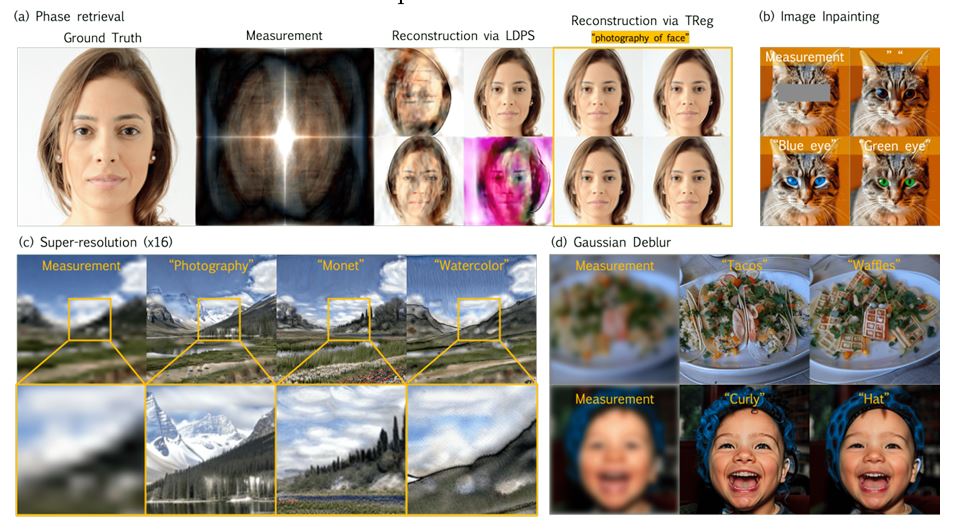 (a) Phase retrieval
Ground Truth
Measurement
Reconstruction via LDPS
Reconstruction via TReg
"photography of face"
(b) Image Inpainting
Measurement
" "
"Blue eye"
"Green eye"
(c) Super-resolution (x16)
Measurement
"Photography"
"Monet"
"Watercolor"
(d) Gaussian Deblur
Measurement
"Tacos"
"Waffles"
Measurement
"Curly"
"Hat"